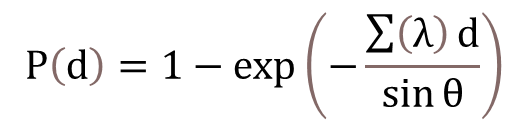 P(d) = 1 − exp(−∑(λ) d / sin θ)